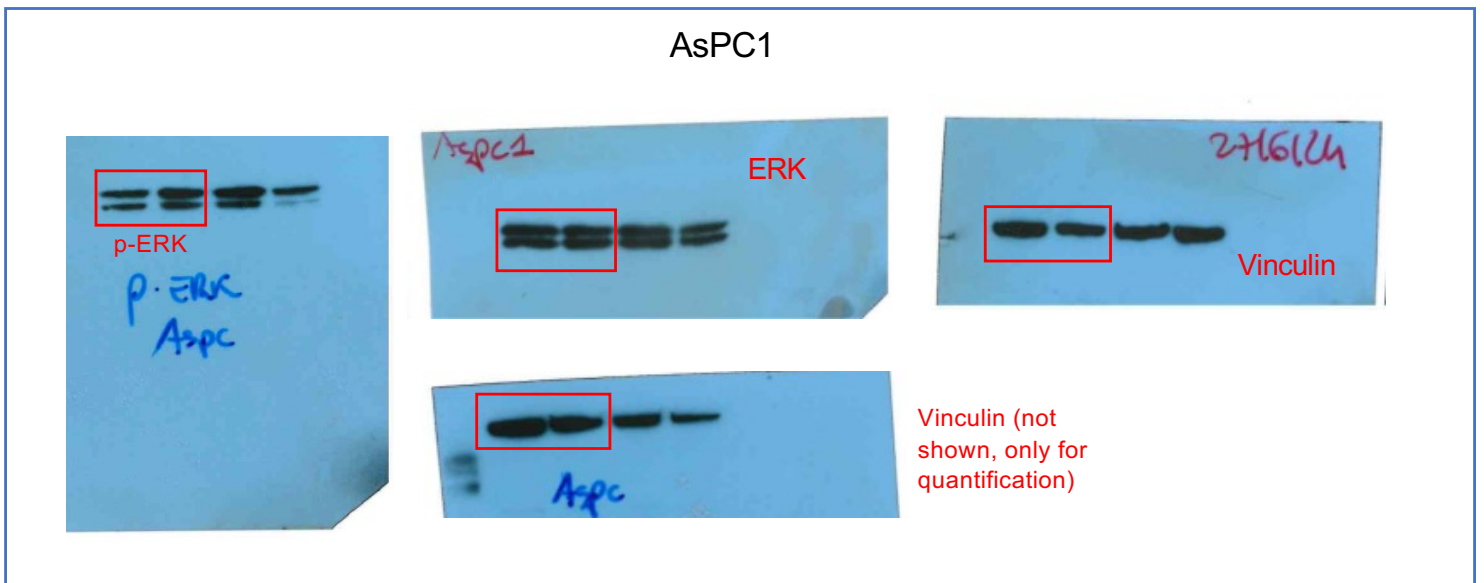 AsPC1
Aspc1
ERK
27/6/24
p-ERK
p-ERK
Aspc
Vinculin
Vinculin (not
shown, only for
quantification)
Aspc